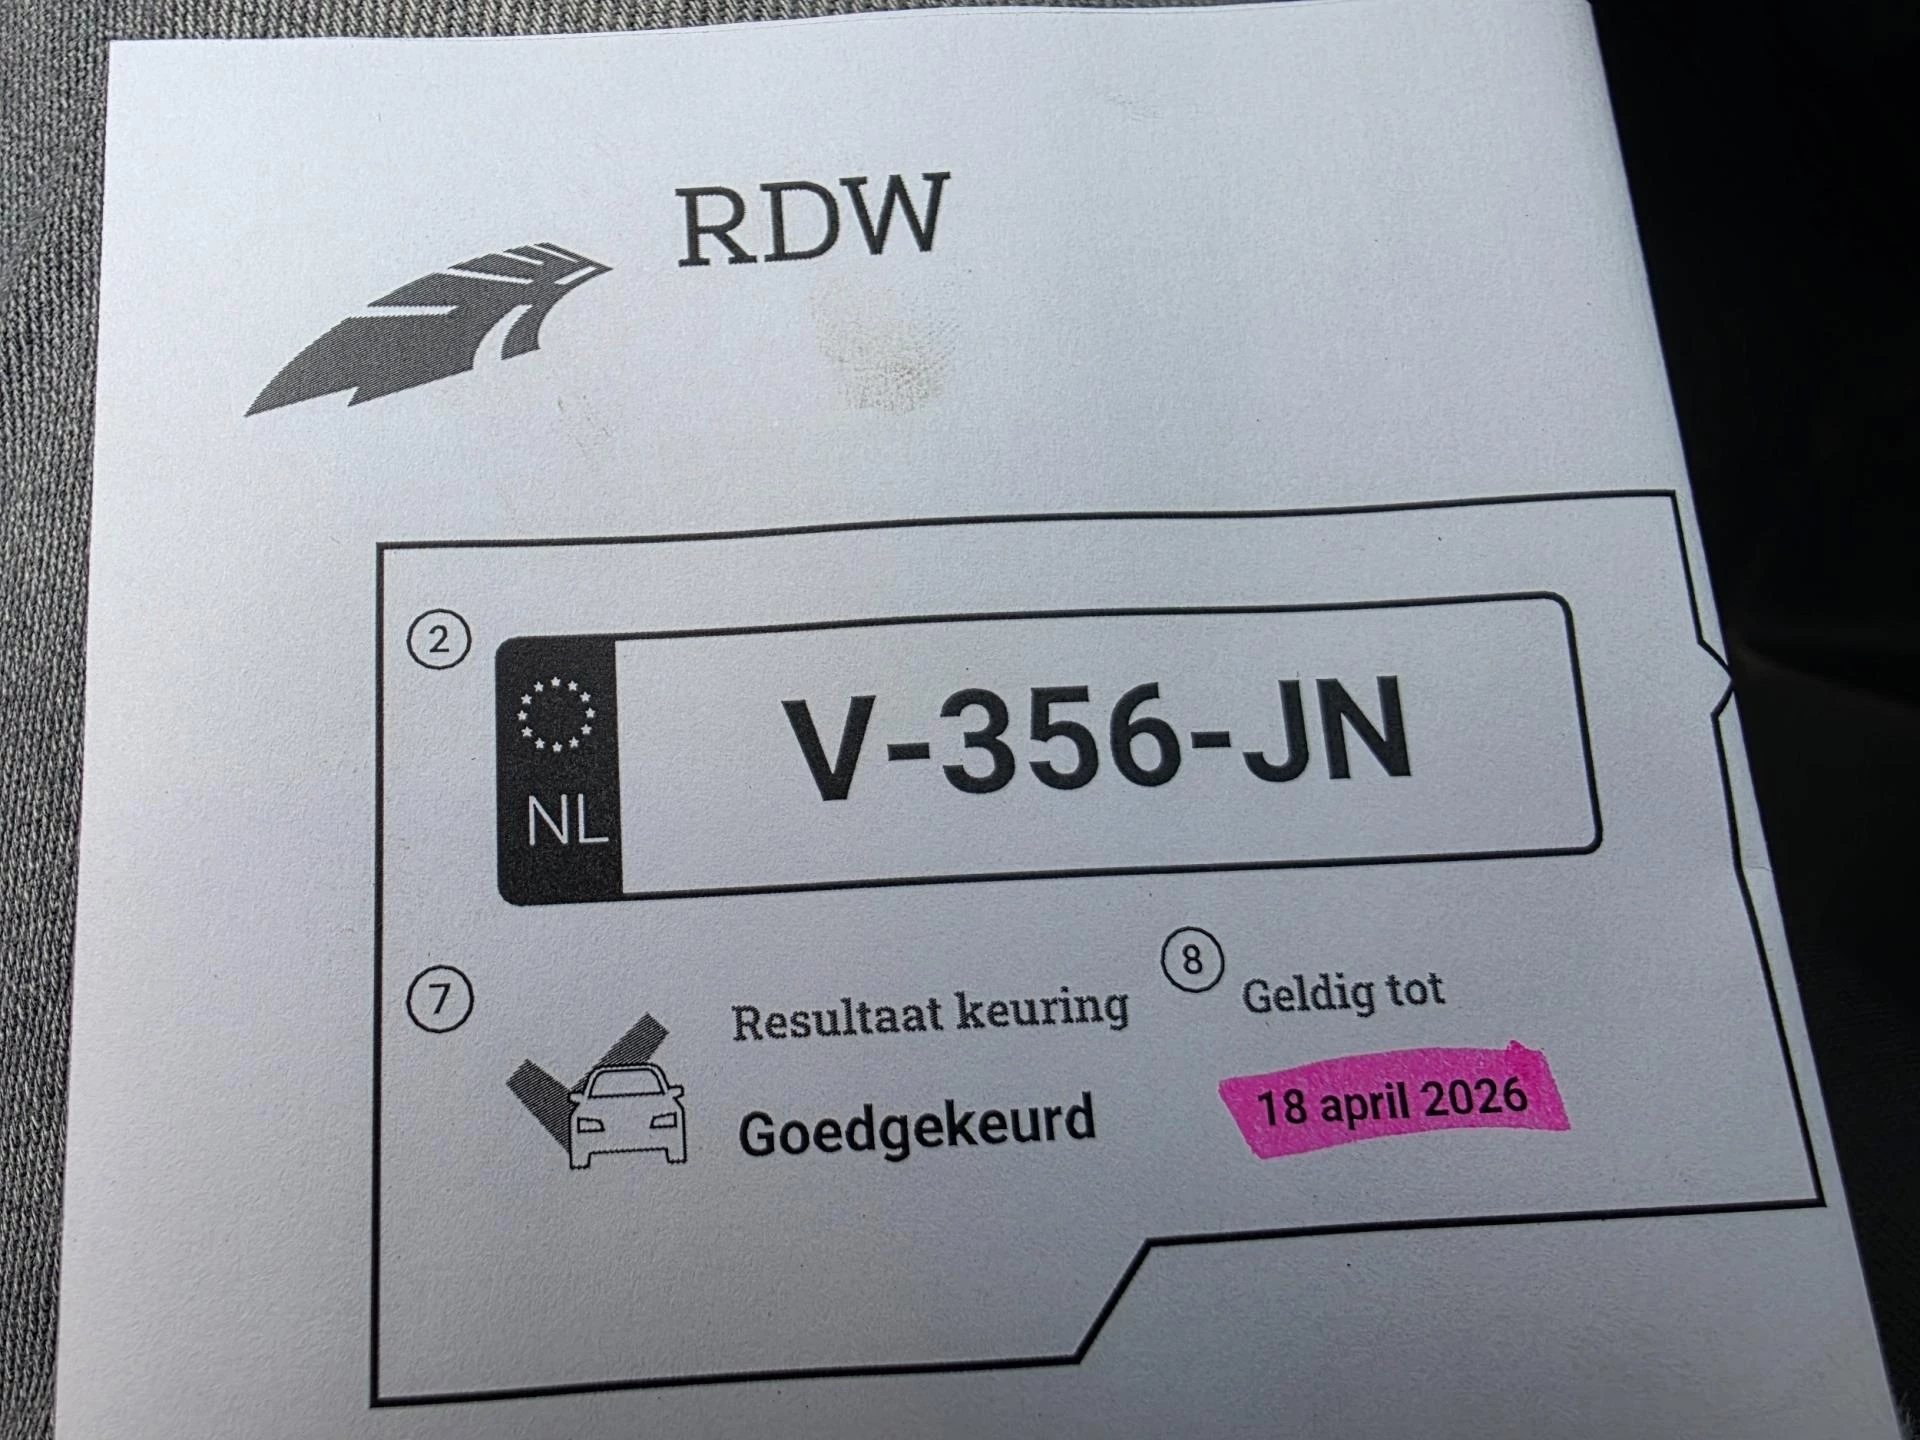 RDW
2
NL
V-356-JN
7
Resultaat keuring
Goedgekeurd
8
Geldig tot
18 april 2026